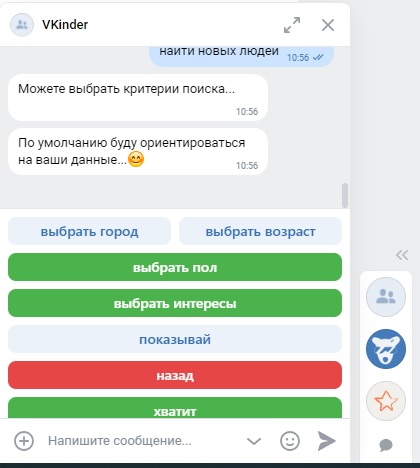 VKinder
найти новых людей
10:56
Можете выбрать критерии поиска...
10:56
По умолчанию буду ориентироваться
на ваши данные...😊
10:56
выбрать город
выбрать возраст
выбрать пол
выбрать интересы
показывай
назад
хватит
Напишите сообщение...